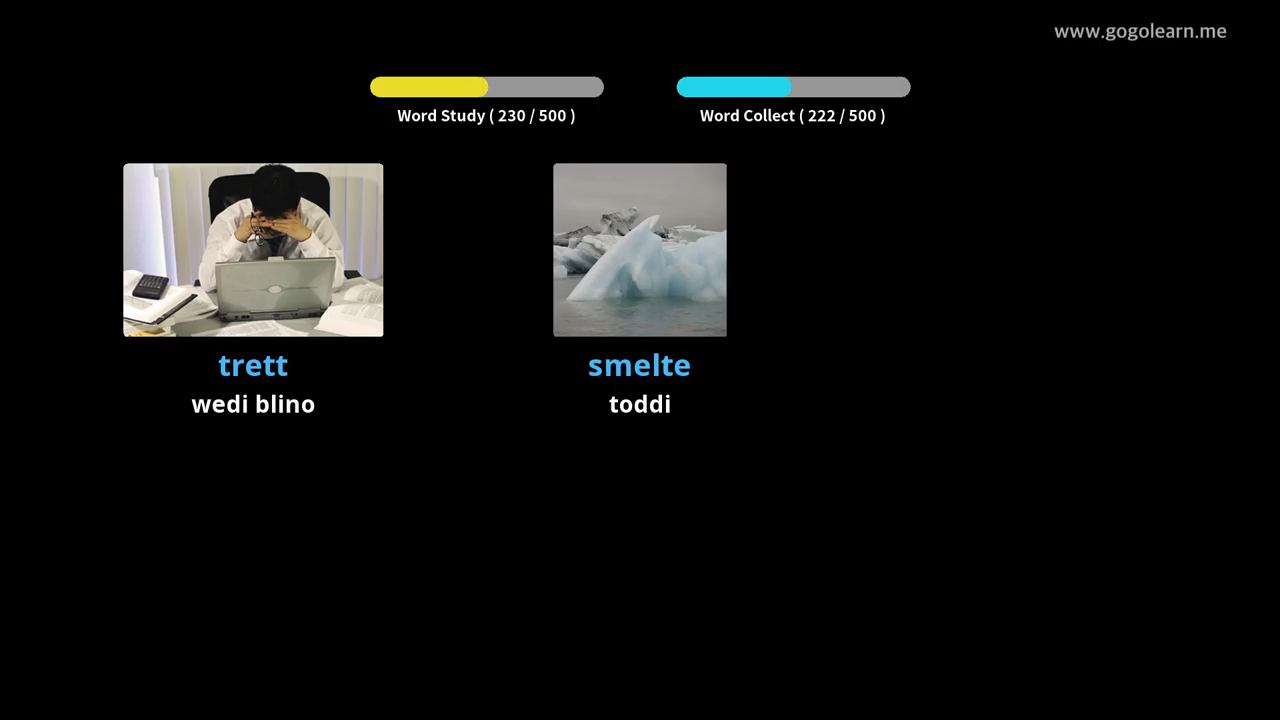 www.gogolearn.me
Word Study ( 230 / 500 )
Word Collect ( 222 / 500 )
trett
wedi blino
smelte
toddi